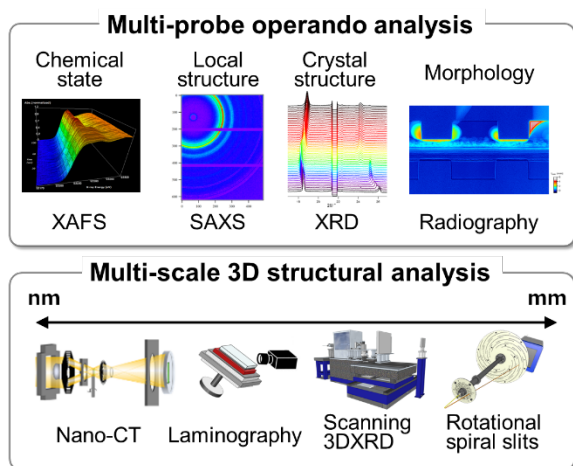 Multi-probe operando analysis
Chemical state
Local structure
Crystal structure
Morphology
XAFS
SAXS
XRD
Radiography
Multi-scale 3D structural analysis
nm
mm
Nano-CT
Laminography
Scanning 3DXRD
Rotational spiral slits